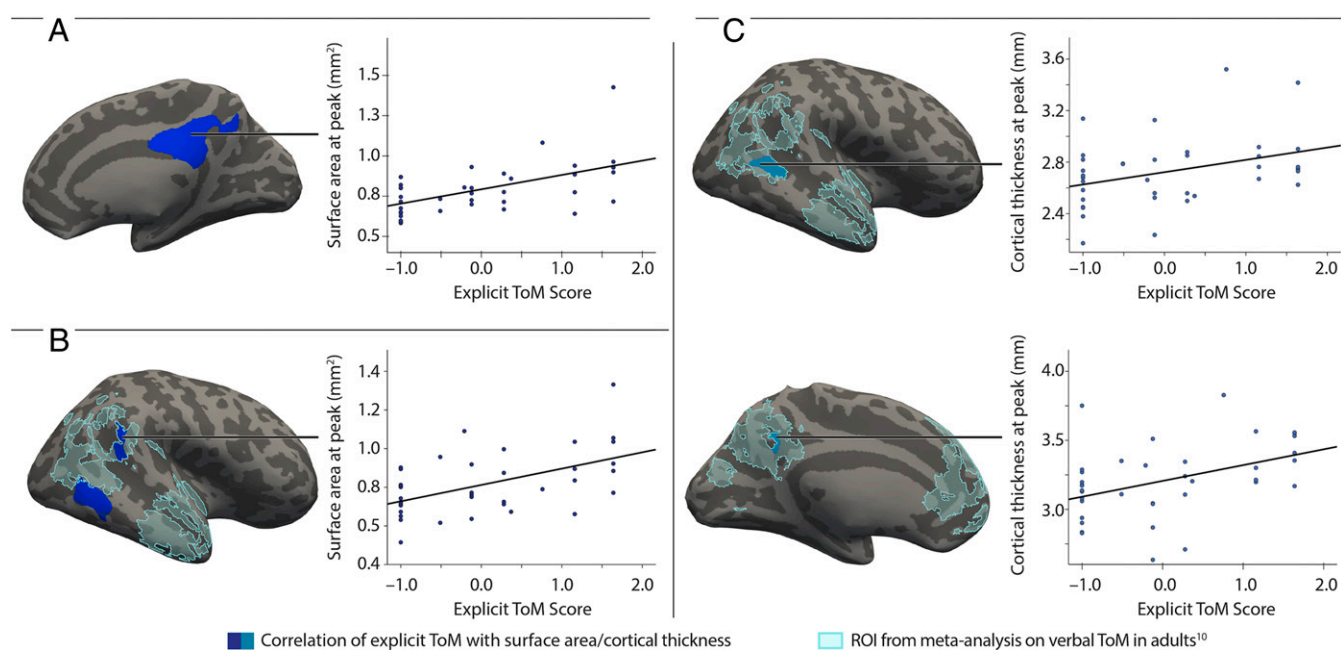 A
Surface area at peak (mm²)
1.5
1.3
1.0
0.8
0.5
−1.0 0.0 1.0 2.0
Explicit ToM Score
B
Surface area at peak (mm²)
1.4
1.2
1.0
0.8
0.5
0.4
−1.0 0.0 1.0 2.0
Explicit ToM Score
C
Cortical thickness at peak (mm)
3.6
3.2
2.8
2.4
−1.0 0.0 1.0 2.0
Explicit ToM Score
Cortical thickness at peak (mm)
4.0
3.5
3.0
−1.0 0.0 1.0 2.0
Explicit ToM Score
Correlation of explicit ToM with surface area/cortical thickness
ROI from meta-analysis on verbal ToM in adults¹⁰